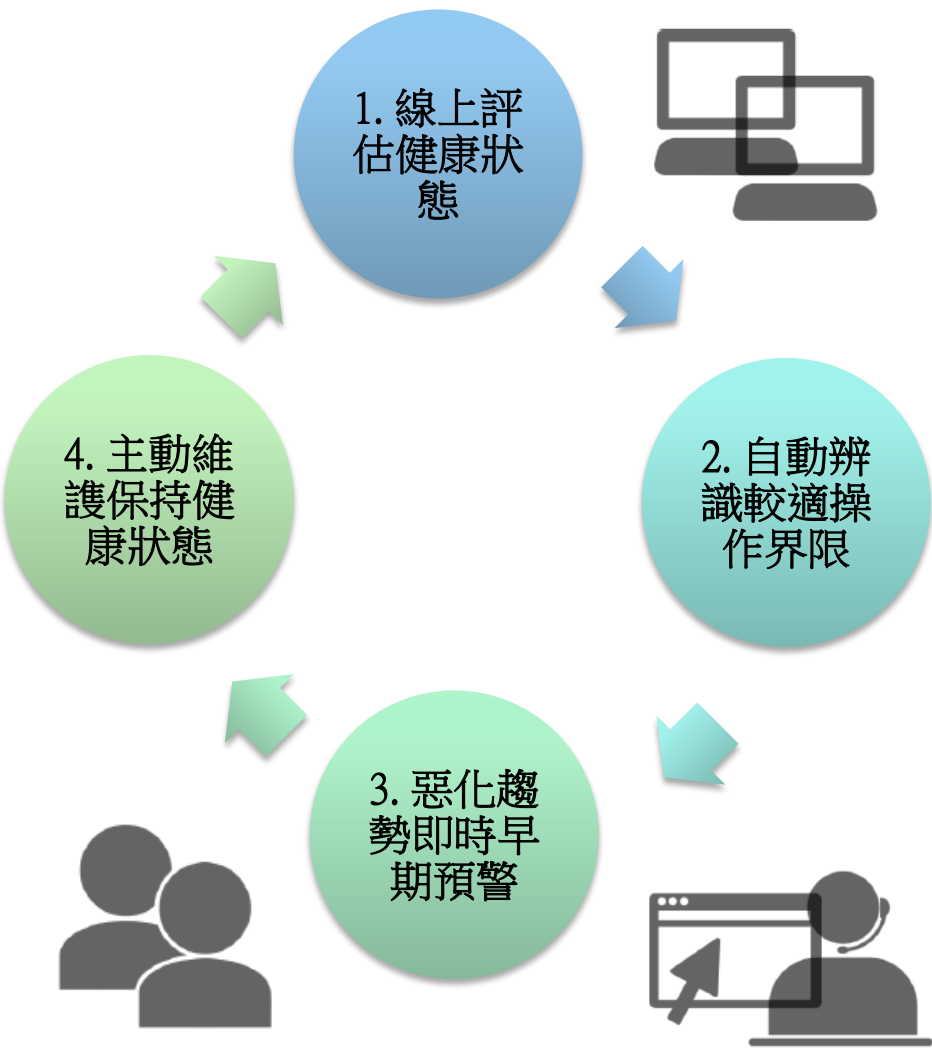 1. 線上評
估健康狀
態
2. 自動辨
識較適操
作界限
3. 惡化趨
勢即時早
期預警
4. 主動維
護保持健
康狀態